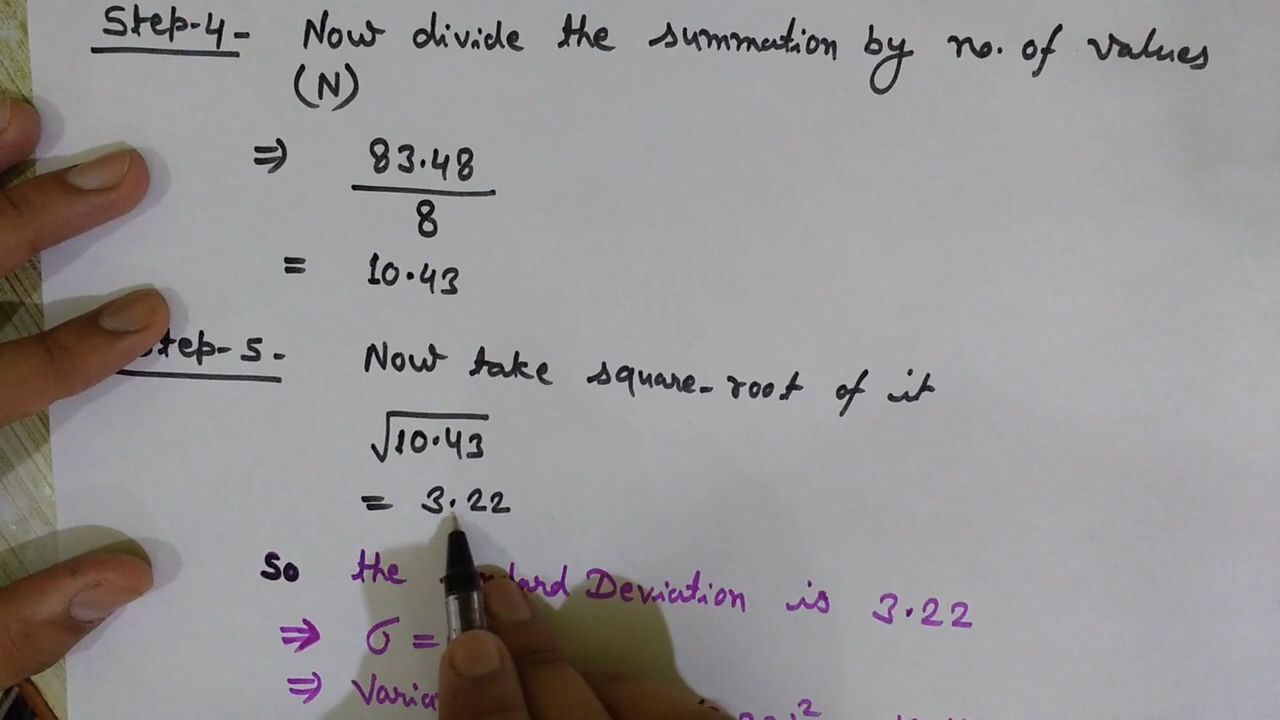 Step-4- Now divide the summation by no. of values
(N)
⇒ 83.48
8
= 10.43
Step-5- Now take square-root of it
√10.43
= 3.22
So the Deviation is 3.22
⇒ σ =
⇒